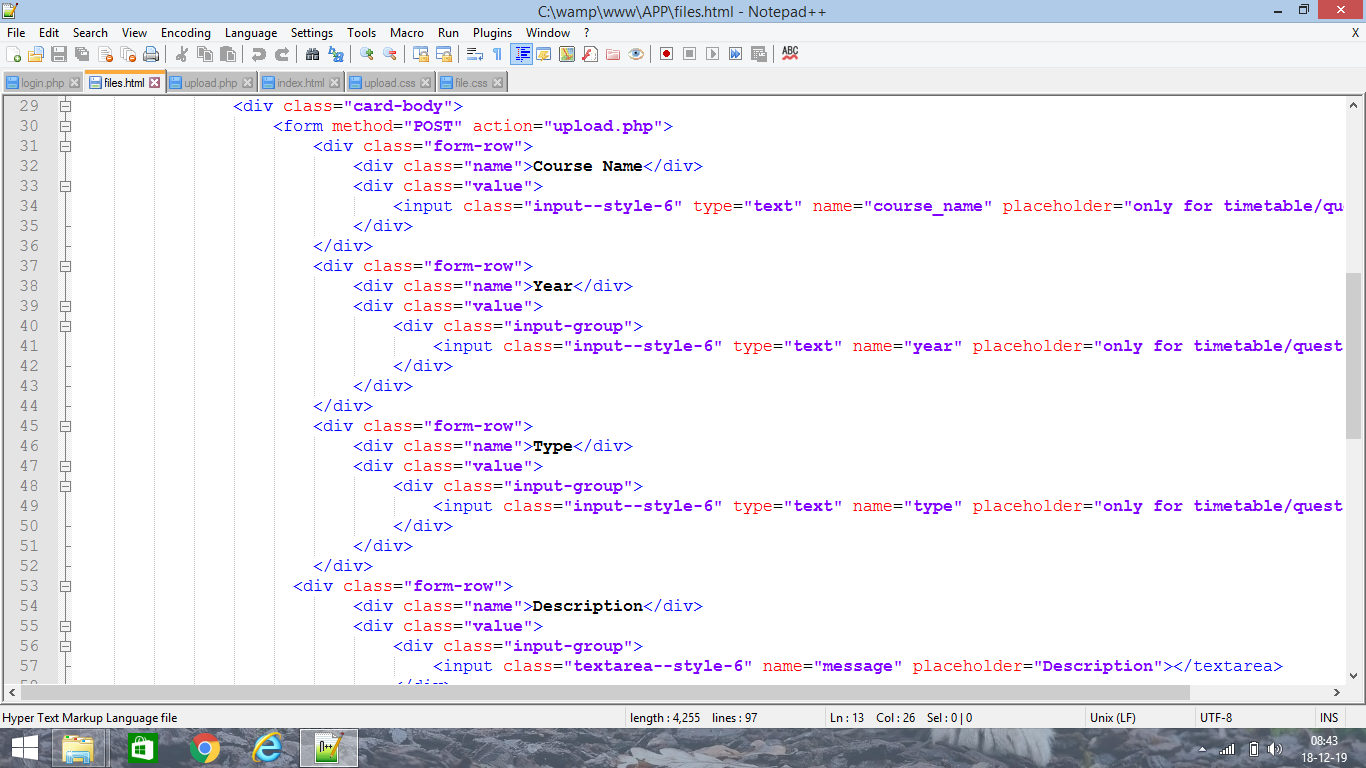 C:\wamp\www\APP\files.html - Notepad++
File Edit Search View Encoding Language Settings Tools Macro Run Plugins Window ? X
ABC
login.php files.html upload.php index.html upload.css file.css
29 <div class="card-body">
30 <form method="POST" action="upload.php">
31 <div class="form-row">
32 <div class="name">Course Name</div>
33 <div class="value">
34 <input class="input--style-6" type="text" name="course_name" placeholder="only for timetable/qu
35 </div>
36 </div>
37 <div class="form-row">
38 <div class="name">Year</div>
39 <div class="value">
40 <div class="input-group">
41 <input class="input--style-6" type="text" name="year" placeholder="only for timetable/quest
42 </div>
43 </div>
44 </div>
45 <div class="form-row">
46 <div class="name">Type</div>
47 <div class="value">
48 <div class="input-group">
49 <input class="input--style-6" type="text" name="type" placeholder="only for timetable/quest
50 </div>
51 </div>
52 </div>
53 <div class="form-row">
54 <div class="name">Description</div>
55 <div class="value">
56 <div class="input-group">
57 <input class="textarea--style-6" name="message" placeholder="Description"></textarea>
58 </div>
Hyper Text Markup Language file length : 4,255 lines : 97 Ln : 13 Col : 26 Sel : 0 | 0 Unix (LF) UTF-8 INS
08:43
18-12-19